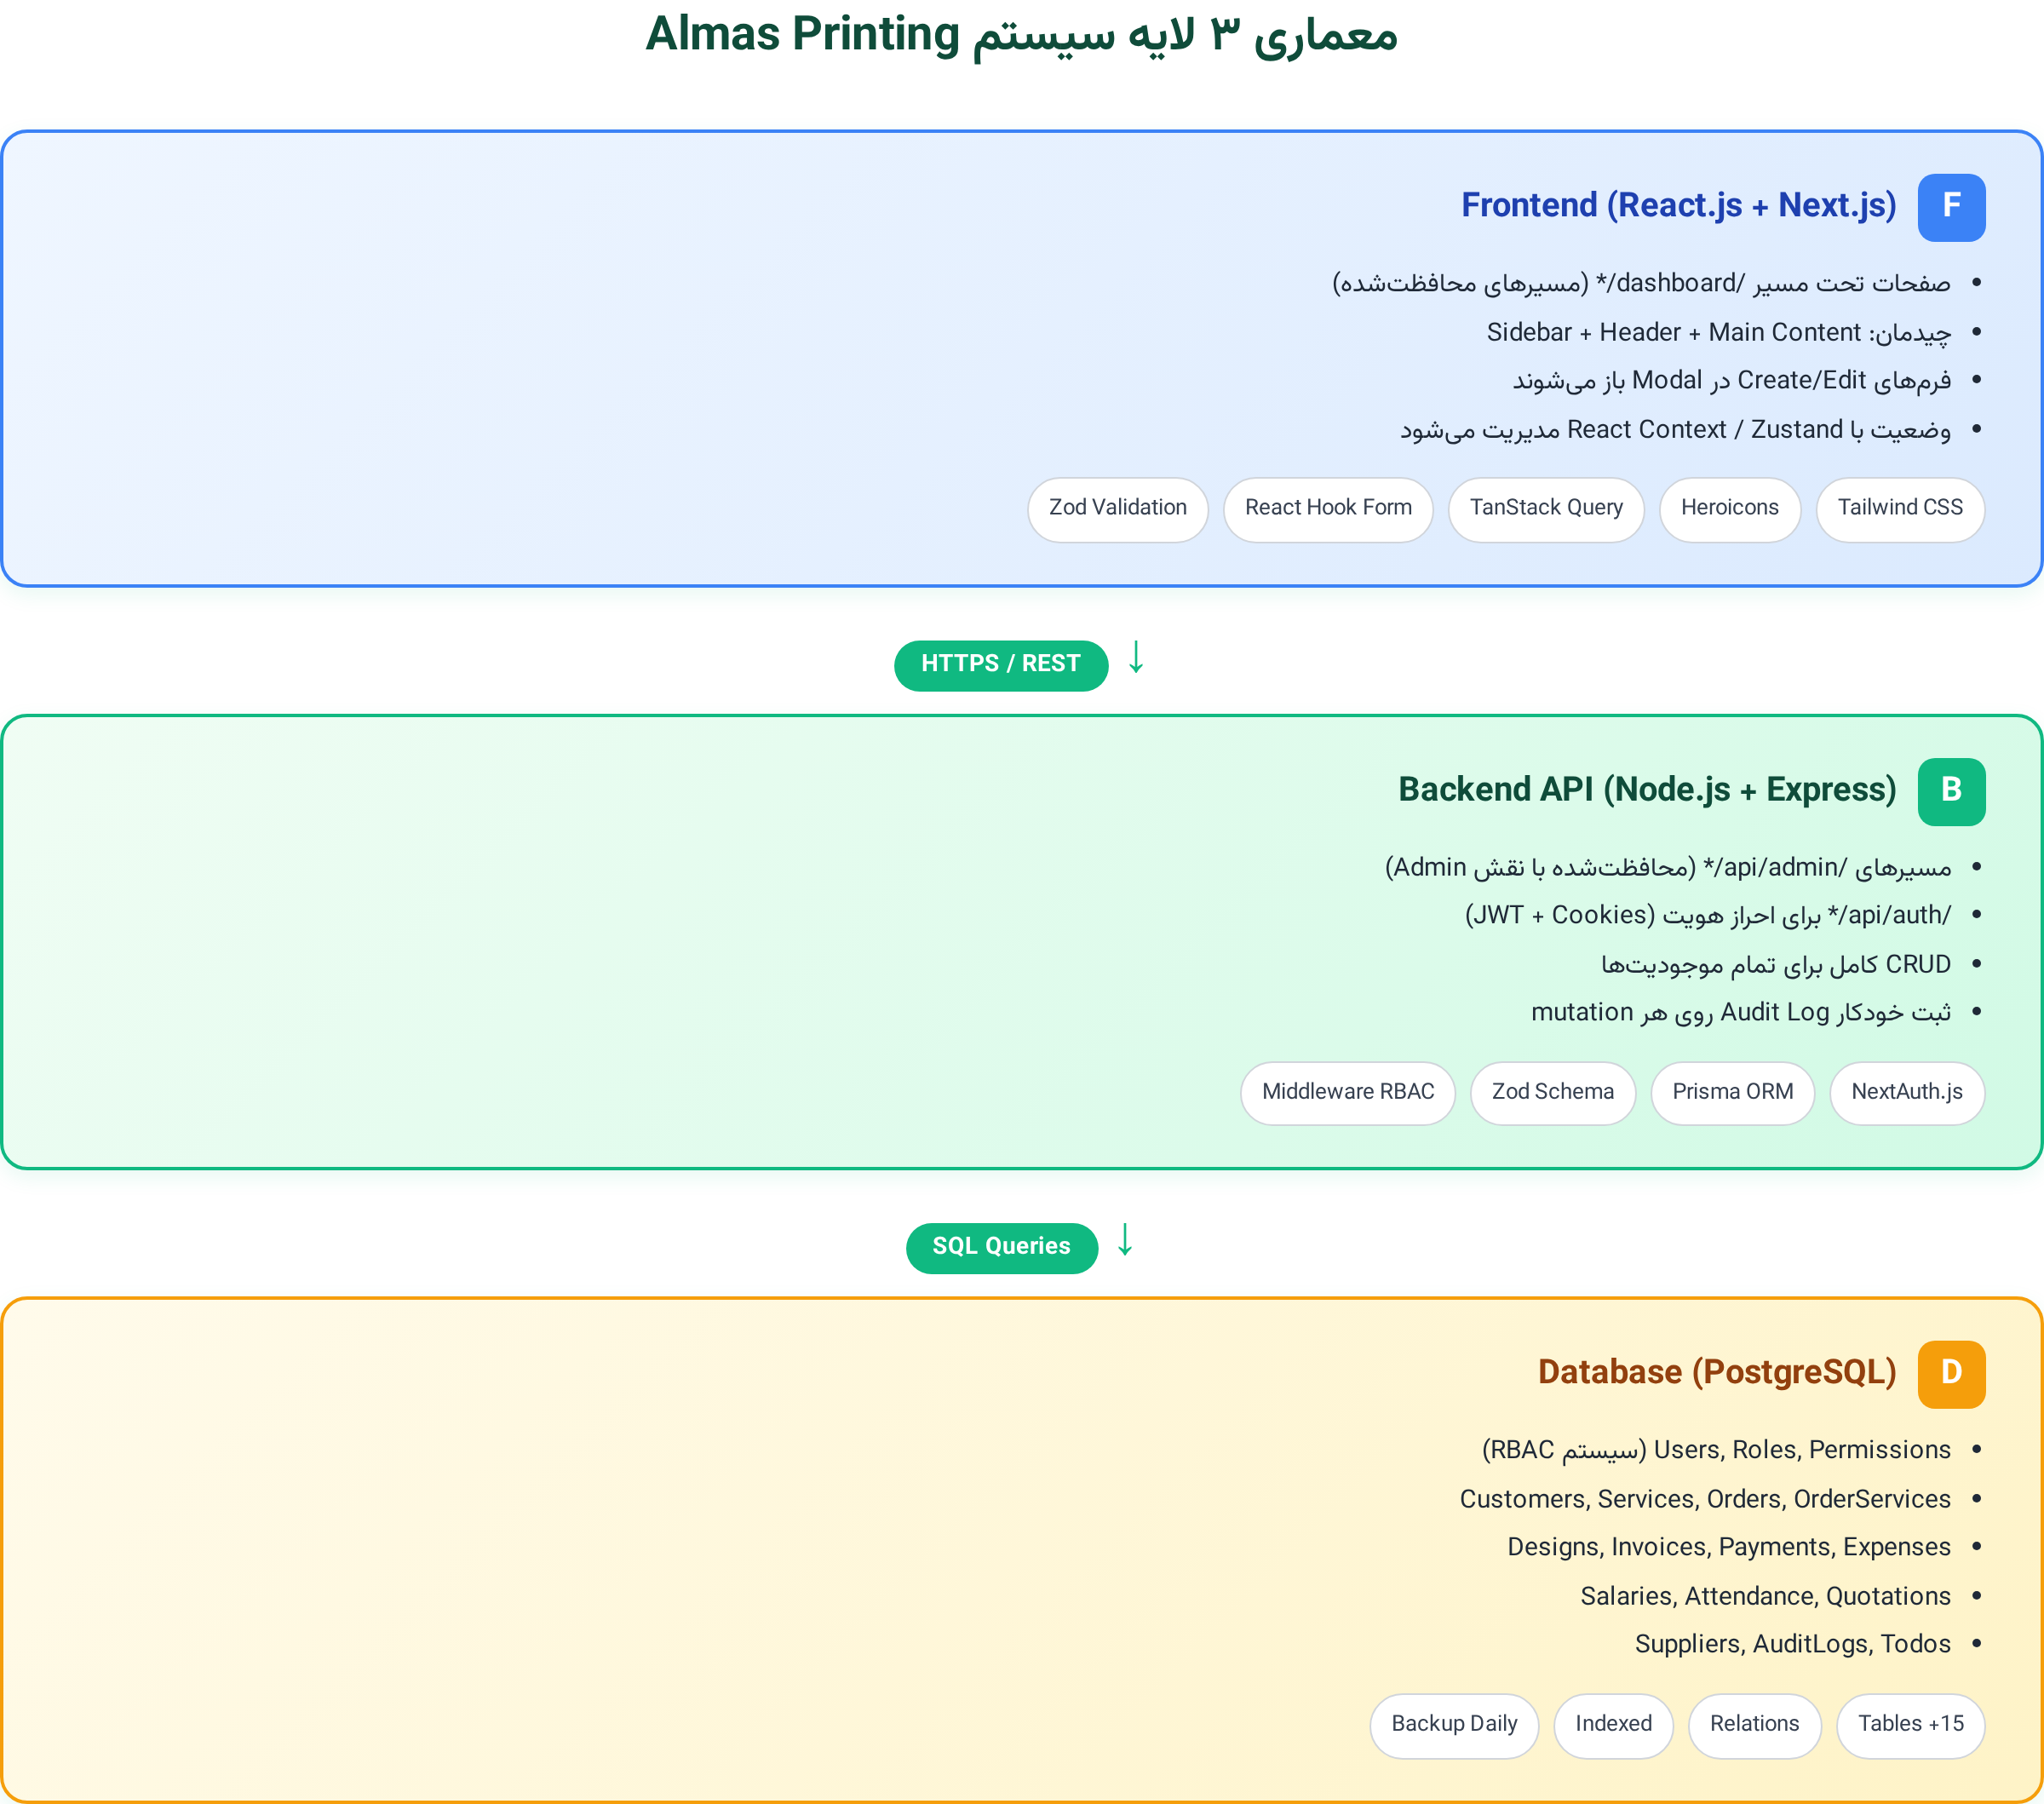 معماری ۳ لایه سیستم Almas Printing
F
Frontend (React.js + Next.js)
صفحات تحت مسیر /dashboard/* (مسیرهای محافظت‌شده)
چیدمان: Sidebar + Header + Main Content
فرم‌های Create/Edit در Modal باز می‌شوند
وضعیت با React Context / Zustand مدیریت می‌شود
Tailwind CSS
Heroicons
TanStack Query
React Hook Form
Zod Validation
↓ HTTPS / REST
B
Backend API (Node.js + Express)
مسیرهای /api/admin/* (محافظت‌شده با نقش Admin)
/api/auth/* برای احراز هویت (JWT + Cookies)
CRUD کامل برای تمام موجودیت‌ها
ثبت خودکار Audit Log روی هر mutation
NextAuth.js
Prisma ORM
Zod Schema
Middleware RBAC
↓ SQL Queries
D
Database (PostgreSQL)
Users, Roles, Permissions (سیستم RBAC)
Customers, Services, Orders, OrderServices
Designs, Invoices, Payments, Expenses
Salaries, Attendance, Quotations
Suppliers, AuditLogs, Todos
Tables +15
Relations
Indexed
Backup Daily